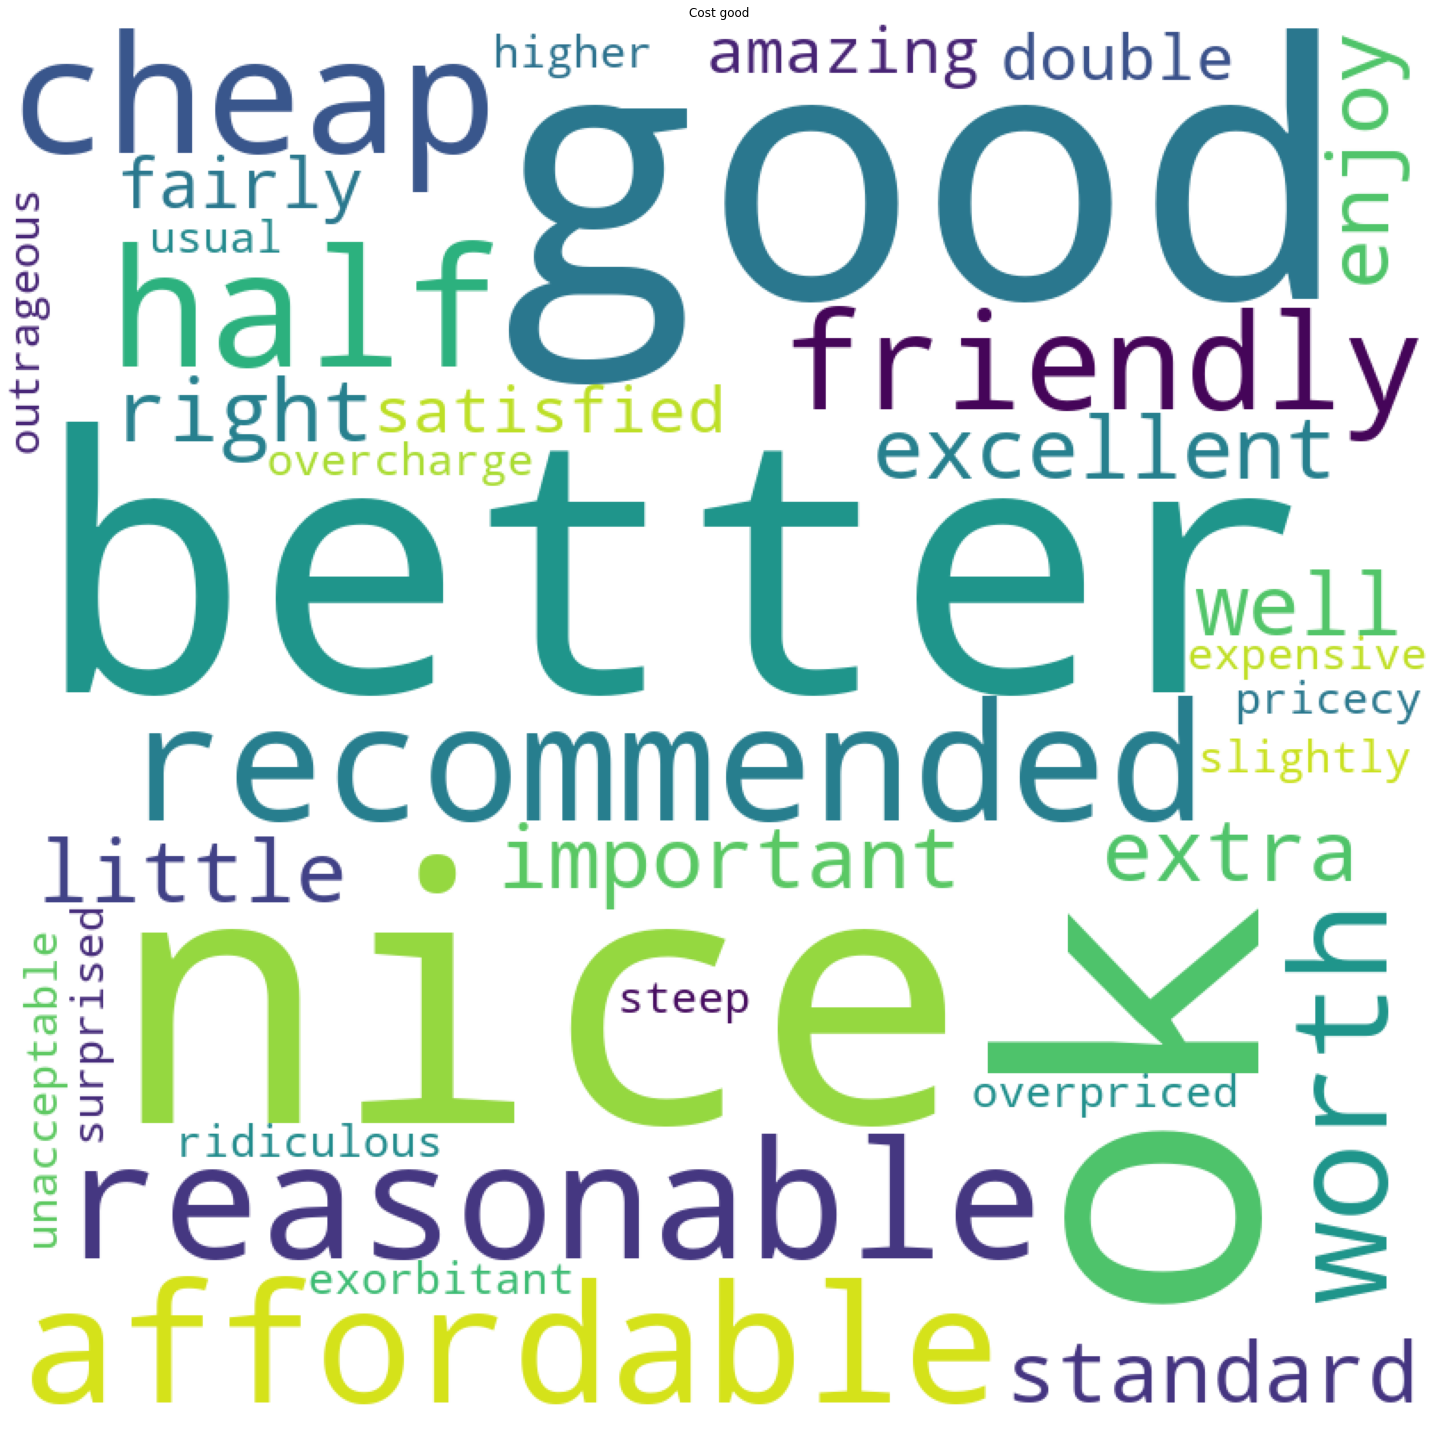 Cost good
cheap
higher
amazing
double
good
enjoy
fairly
usual
outrageous
half
friendly
right
satisfied
overcharge
excellent
better
well
expensive
pricecy
recommended
slightly
little
important
extra
nice
ok
worth
steep
unacceptable
surprised
overpriced
ridiculous
reasonable
exorbitant
affordable
standard